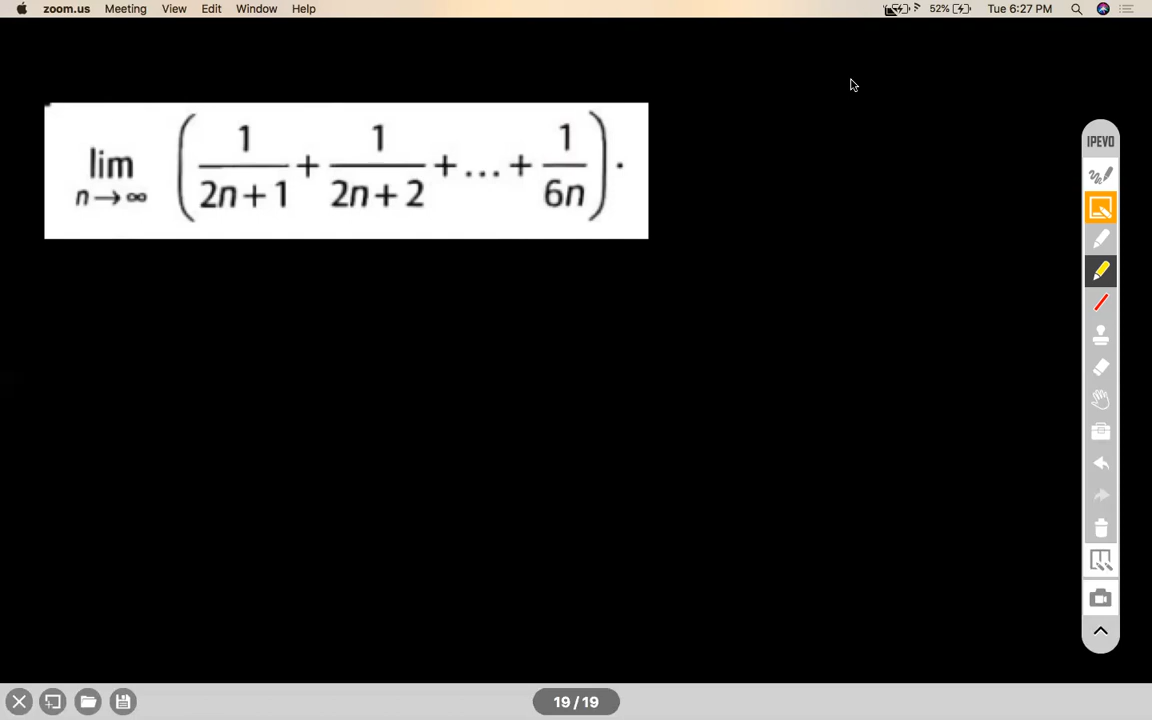 zoom.us Meeting View Edit Window Help 52% Tue 6:27 PM
lim n→∞ ( 1/(2n+1) + 1/(2n+2) + ... + 1/(6n) ) .
IPEVO
19 / 19